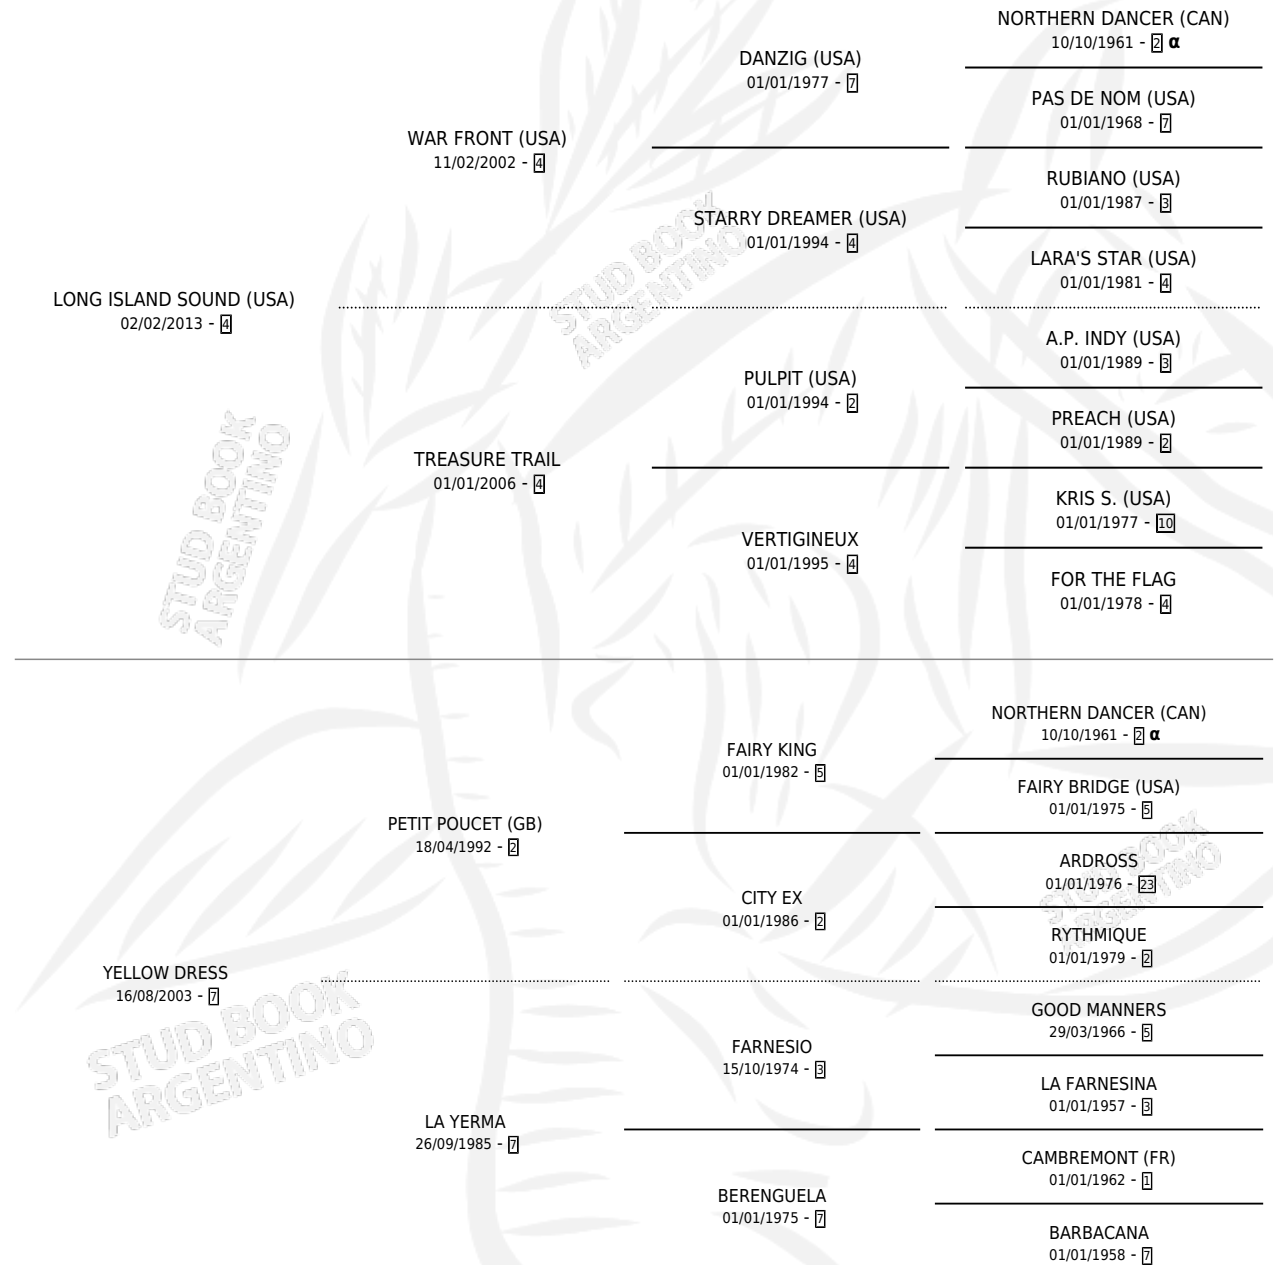 NORTHERN DANCER (CAN)
10/10/1961 - 2 α
DANZIG (USA)
01/01/1977 - 7
PAS DE NOM (USA)
01/01/1968 - 7
WAR FRONT (USA)
11/02/2002 - 4
RUBIANO (USA)
01/01/1987 - 3
STARRY DREAMER (USA)
01/01/1994 - 4
LARA'S STAR (USA)
01/01/1981 - 4
LONG ISLAND SOUND (USA)
02/02/2013 - 4
A.P. INDY (USA)
01/01/1989 - 3
PULPIT (USA)
01/01/1994 - 2
PREACH (USA)
01/01/1989 - 2
TREASURE TRAIL
01/01/2006 - 4
KRIS S. (USA)
01/01/1977 - 10
VERTIGINEUX
01/01/1995 - 4
FOR THE FLAG
01/01/1978 - 4
NORTHERN DANCER (CAN)
10/10/1961 - 2 α
FAIRY KING
01/01/1982 - 5
FAIRY BRIDGE (USA)
01/01/1975 - 5
PETIT POUCET (GB)
18/04/1992 - 2
ARDROSS
01/01/1976 - 23
CITY EX
01/01/1986 - 2
RYTHMIQUE
01/01/1979 - 2
YELLOW DRESS
16/08/2003 - 7
GOOD MANNERS
29/03/1966 - 5
FARNESIO
15/10/1974 - 3
LA FARNESINA
01/01/1957 - 3
LA YERMA
26/09/1985 - 7
CAMBREMONT (FR)
01/01/1962 - 1
BERENGUELA
01/01/1975 - 7
BARBACANA
01/01/1958 - 7
STUD BOOK
ARGENTINO
STUD BOOK
ARGENTINO
STUD BOOK
ARGENTINO
STUD BOOK
ARGENTINO